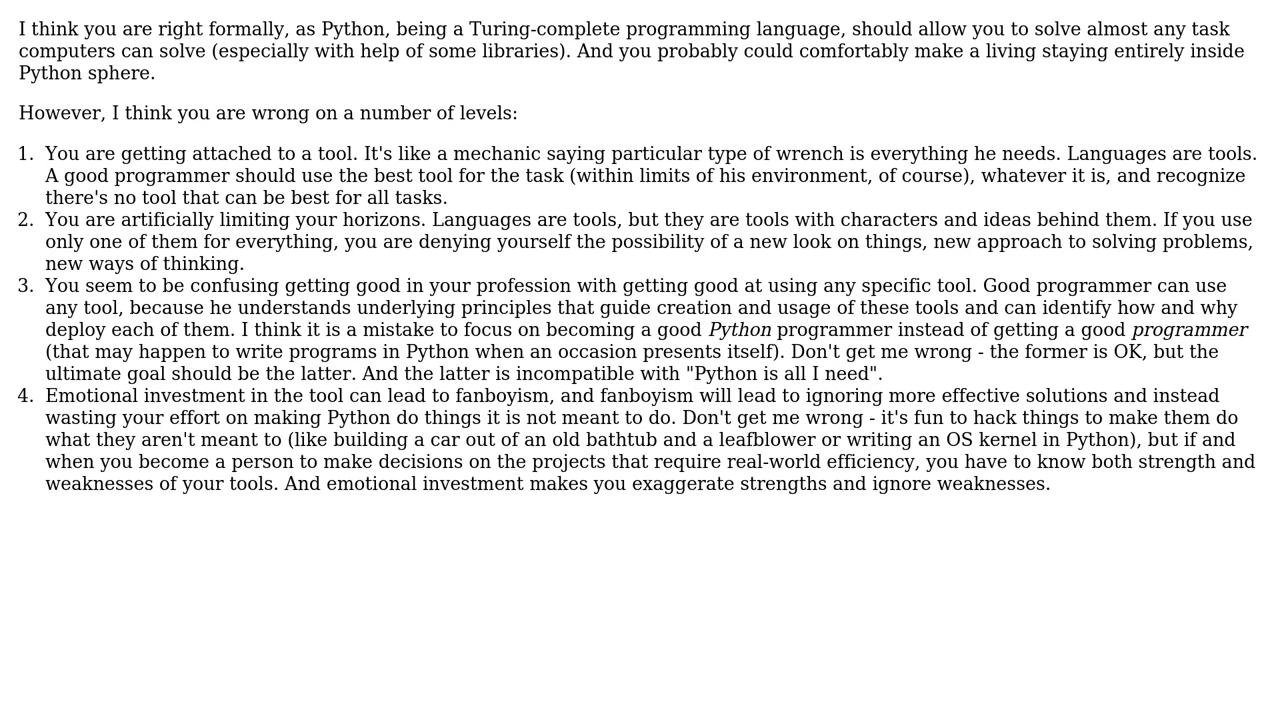 I think you are right formally, as Python, being a Turing-complete programming language, should allow you to solve almost any task
computers can solve (especially with help of some libraries). And you probably could comfortably make a living staying entirely inside
Python sphere.
However, I think you are wrong on a number of levels:
1. You are getting attached to a tool. It's like a mechanic saying particular type of wrench is everything he needs. Languages are tools.
A good programmer should use the best tool for the task (within limits of his environment, of course), whatever it is, and recognize
there's no tool that can be best for all tasks.
2. You are artificially limiting your horizons. Languages are tools, but they are tools with characters and ideas behind them. If you use
only one of them for everything, you are denying yourself the possibility of a new look on things, new approach to solving problems,
new ways of thinking.
3. You seem to be confusing getting good in your profession with getting good at using any specific tool. Good programmer can use
any tool, because he understands underlying principles that guide creation and usage of these tools and can identify how and why
deploy each of them. I think it is a mistake to focus on becoming a good Python programmer instead of getting a good programmer
(that may happen to write programs in Python when an occasion presents itself). Don't get me wrong - the former is OK, but the
ultimate goal should be the latter. And the latter is incompatible with "Python is all I need".
4. Emotional investment in the tool can lead to fanboyism, and fanboyism will lead to ignoring more effective solutions and instead
wasting your effort on making Python do things it is not meant to do. Don't get me wrong - it's fun to hack things to make them do
what they aren't meant to (like building a car out of an old bathtub and a leafblower or writing an OS kernel in Python), but if and
when you become a person to make decisions on the projects that require real-world efficiency, you have to know both strength and
weaknesses of your tools. And emotional investment makes you exaggerate strengths and ignore weaknesses.